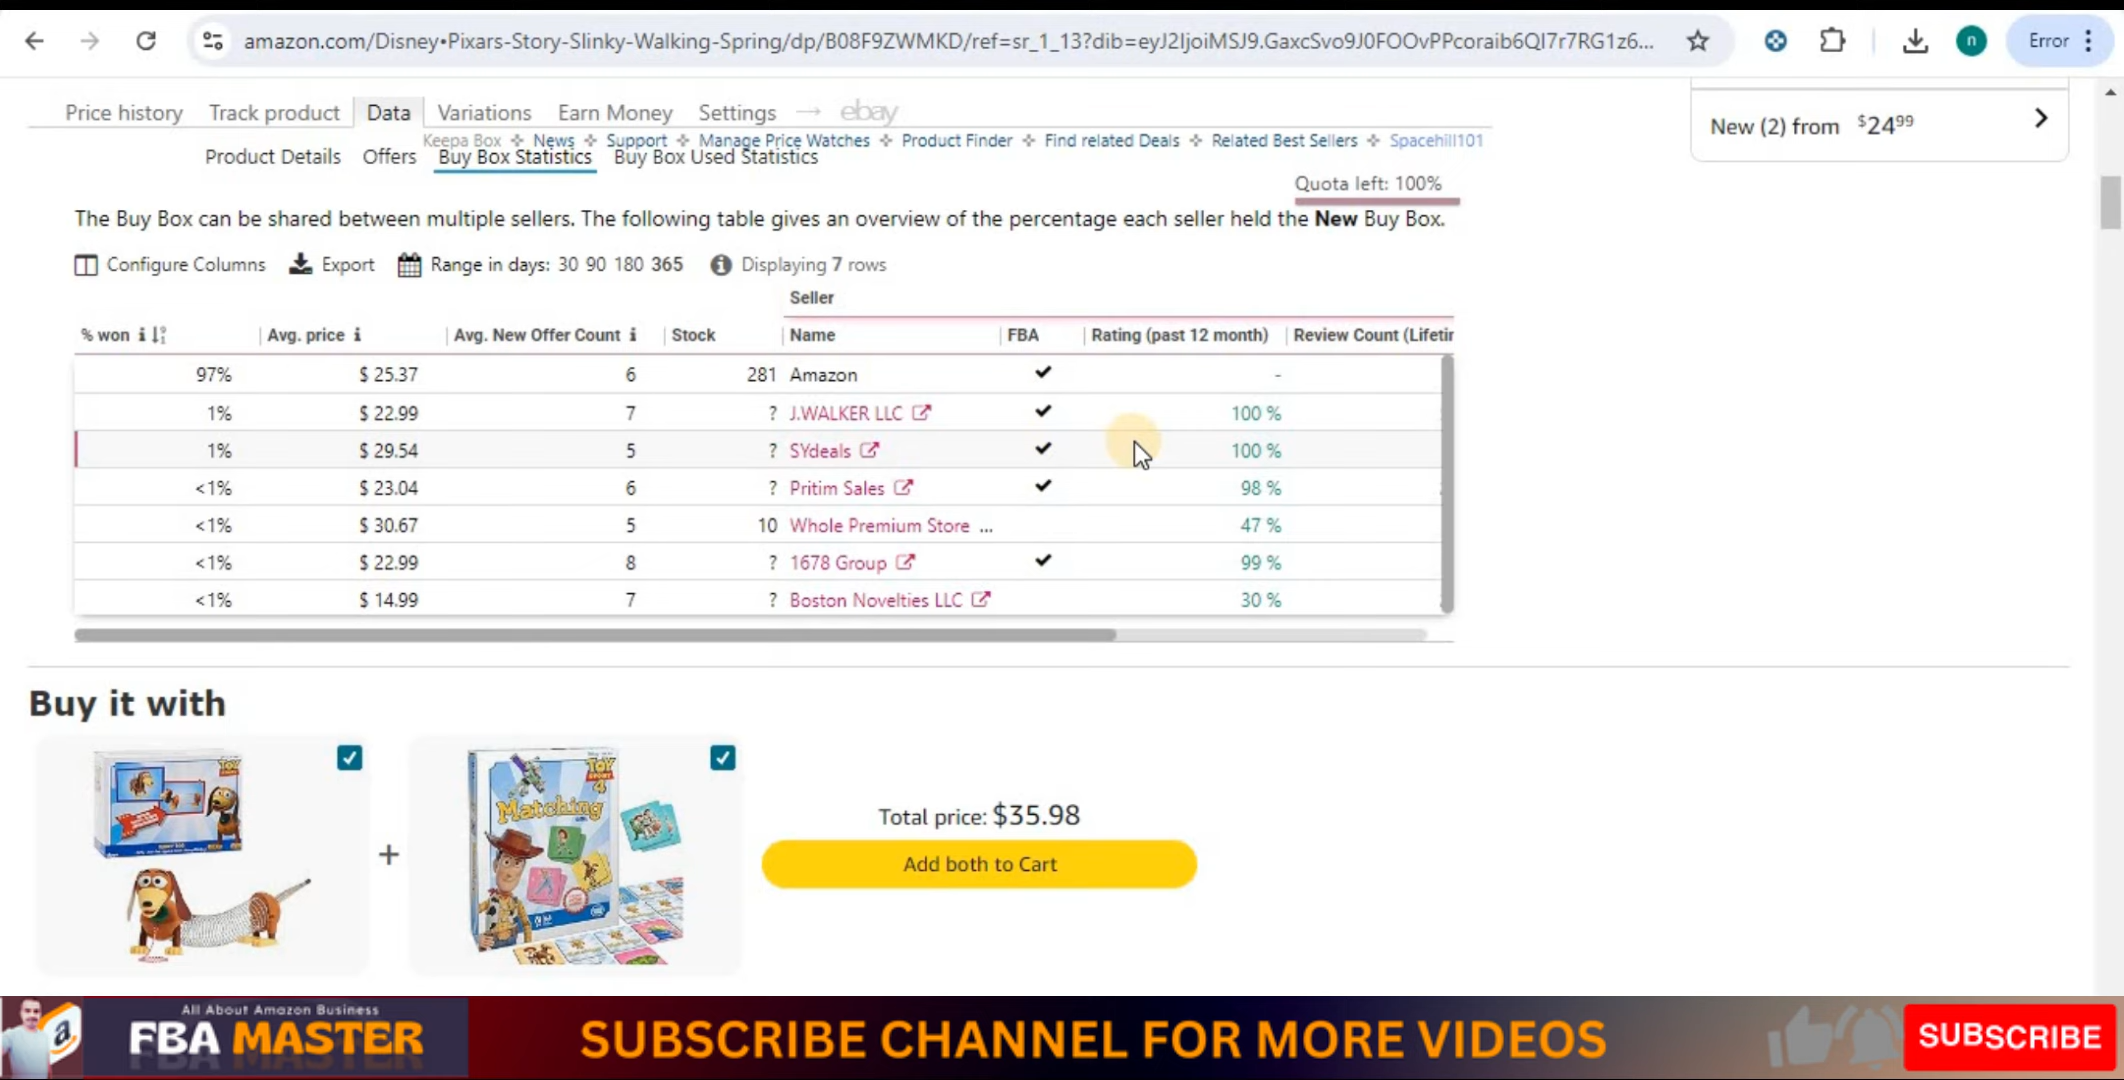 amazon.com/Disney•Pixars-Story-Slinky-Walking-Spring/dp/B08F9ZWMKD/ref=sr_1_13?dib=eyJ2IjoiMSJ9.GaxcSvo9J0FOOvPPcoraib6QI7r7RG1z6...
n
Error
Price history Track product Data Variations Earn Money Settings → ebay
New (2) from $24⁹⁹
Keepa Box News Support Manage Price Watches Product Finder Find related Deals Related Best Sellers Spacehill101
Product Details Offers Buy Box Statistics Buy Box Used Statistics
Quota left: 100%
The Buy Box can be shared between multiple sellers. The following table gives an overview of the percentage each seller held the New Buy Box.
Configure Columns Export Range in days: 30 90 180 365 Displaying 7 rows
Seller
% won Avg. price Avg. New Offer Count Stock Name FBA Rating (past 12 month) Review Count (Lifetir
97% $ 25.37 6 281 Amazon ✔ -
1% $ 22.99 7 ? J.WALKER LLC ✔ 100 %
1% $ 29.54 5 ? SYdeals ✔ 100 %
<1% $ 23.04 6 ? Pritim Sales ✔ 98 %
<1% $ 30.67 5 10 Whole Premium Store ... 47 %
<1% $ 22.99 8 ? 1678 Group ✔ 99 %
<1% $ 14.99 7 ? Boston Novelties LLC 30 %
Buy it with
TOY STORY 4
Matching
+
Total price: $35.98
Add both to Cart
All About Amazon Business
FBA MASTER
SUBSCRIBE CHANNEL FOR MORE VIDEOS
SUBSCRIBE